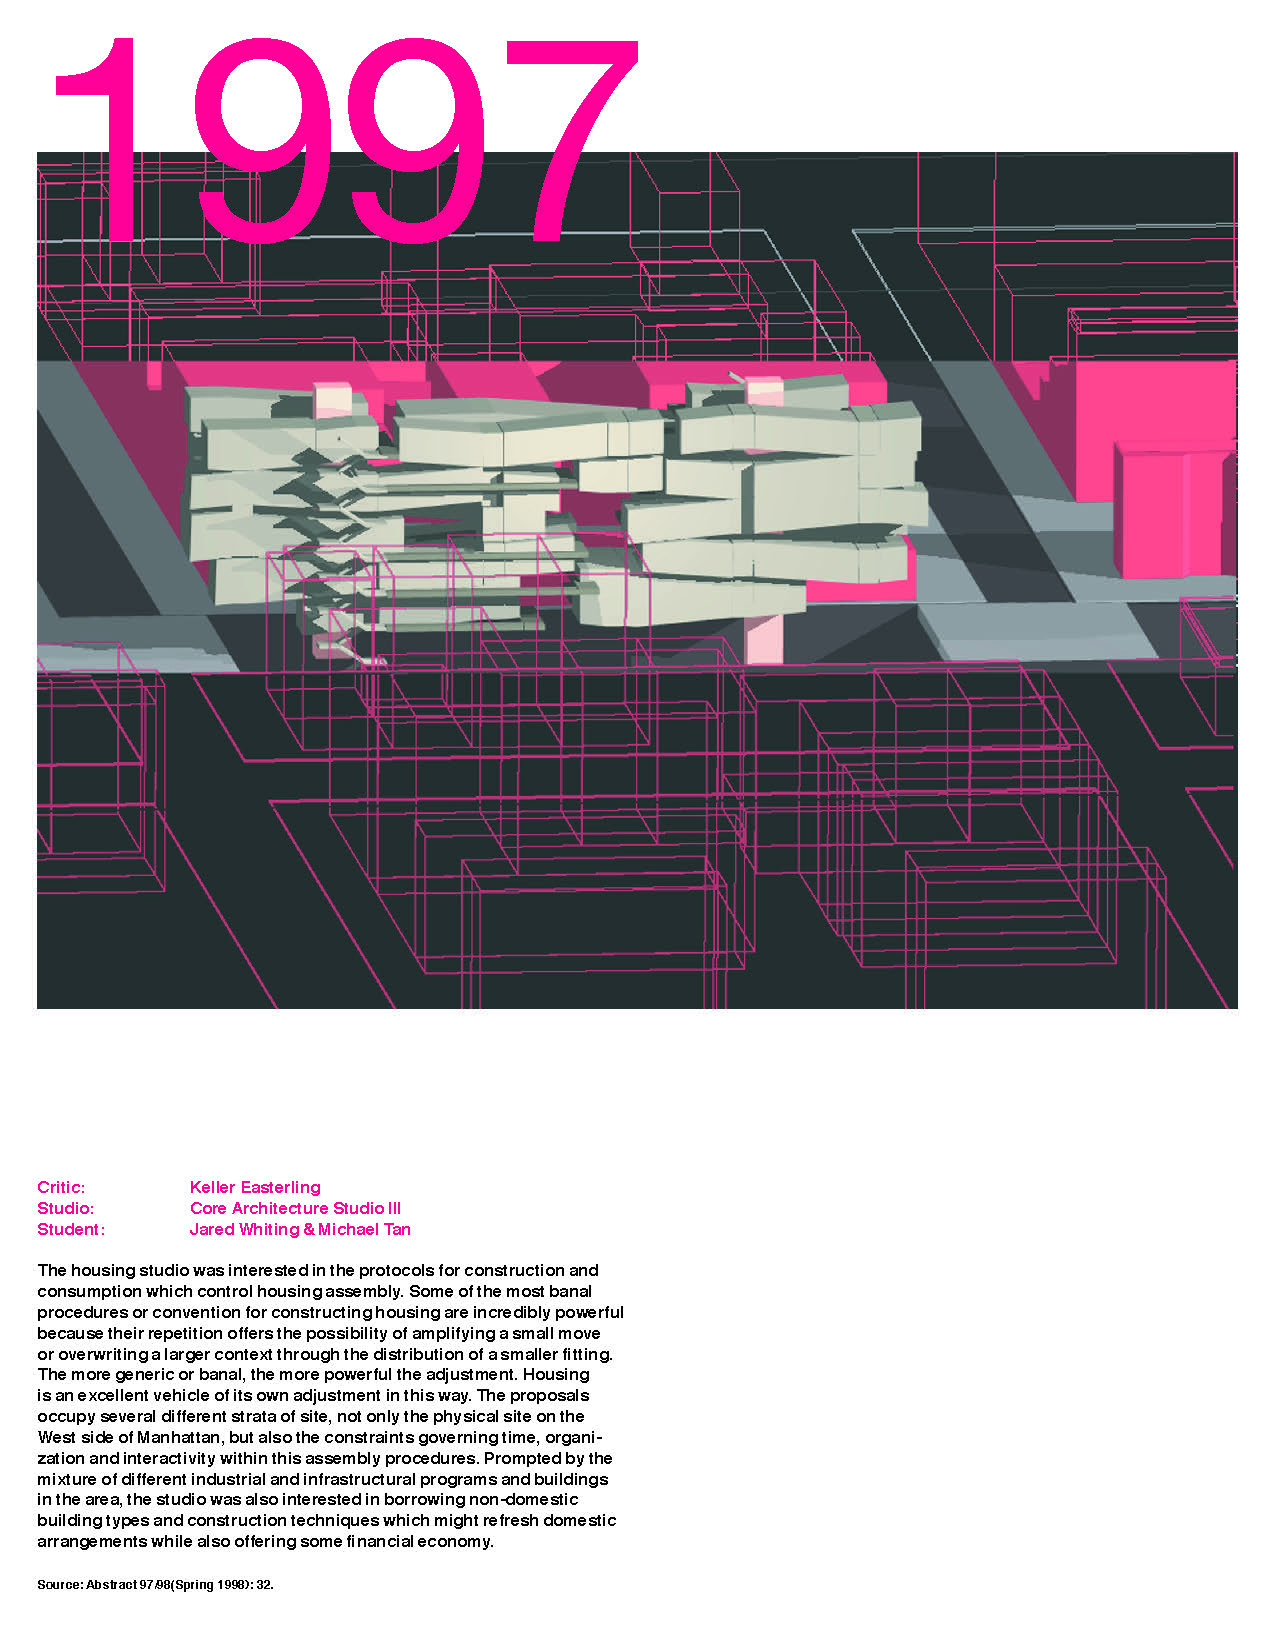 1997
Critic: Keller Easterling
Studio: Core Architecture Studio III
Student: Jared Whiting & Michael Tan
The housing studio was interested in the protocols for construction and
consumption which control housing assembly. Some of the most banal
procedures or convention for constructing housing are incredibly powerful
because their repetition offers the possibility of amplifying a small move
or overwriting a larger context through the distribution of a smaller fitting.
The more generic or banal, the more powerful the adjustment. Housing
is an excellent vehicle of its own adjustment in this way. The proposals
occupy several different strata of site, not only the physical site on the
West side of Manhattan, but also the constraints governing time, organi-
zation and interactivity within this assembly procedures. Prompted by the
mixture of different industrial and infrastructural programs and buildings
in the area, the studio was also interested in borrowing non-domestic
building types and construction techniques which might refresh domestic
arrangements while also offering some financial economy.
Source: Abstract 97/98(Spring 1998): 32.